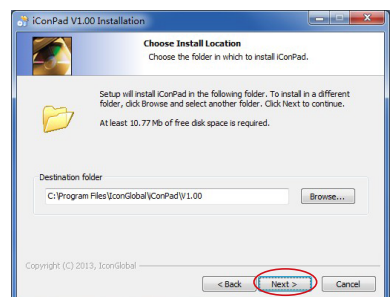 iConPad V1.00 Installation
Choose Install Location
Choose the folder in which to install iConPad.
Setup will install iConPad in the following folder. To install in a different
folder, click Browse and select another folder. Click Next to continue.
At least 10.77 Mb of free disk space is required.
Destination folder
C:\Program Files\IconGlobal\iConPad\V1.00
Browse...
Copyright (C) 2013, IconGlobal
< Back
Next >
Cancel